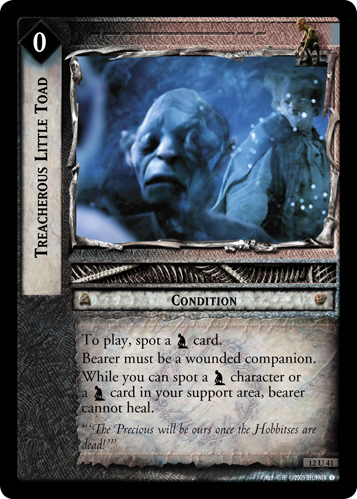 0
TREACHEROUS LITTLE TOAD
CONDITION
To play, spot a card.
Bearer must be a wounded companion.
While you can spot a character or
a card in your support area, bearer
cannot heal.
"'The Precious will be ours once the Hobbitses are
dead!'"
12 U 41